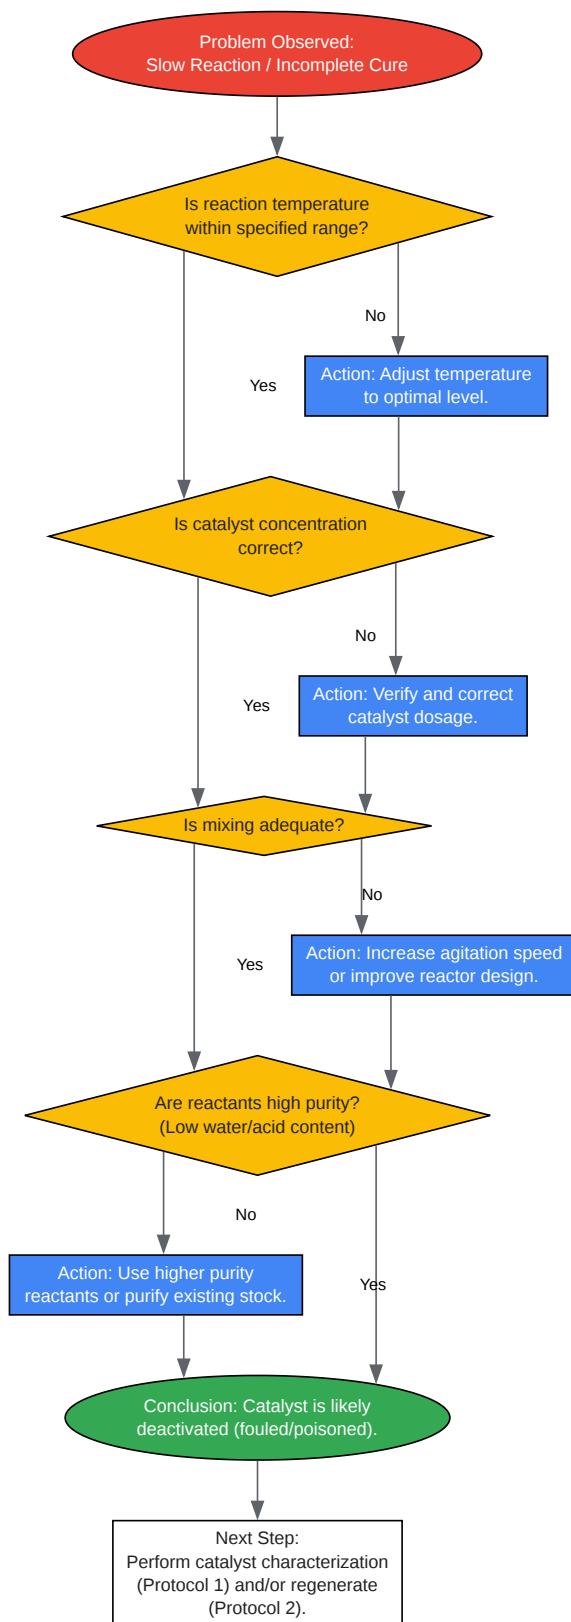 Problem Observed:
Slow Reaction / Incomplete Cure
Is reaction temperature
within specified range?
No
Yes
Action: Adjust temperature
to optimal level.
Is catalyst concentration
correct?
No
Yes
Action: Verify and correct
catalyst dosage.
Is mixing adequate?
No
Yes
Action: Increase agitation speed
or improve reactor design.
Are reactants high purity?
(Low water/acid content)
No
Action: Use higher purity
reactants or purify existing stock.
Yes
Conclusion: Catalyst is likely
deactivated (fouled/poisoned).
Next Step:
Perform catalyst characterization
(Protocol 1) and/or regenerate
(Protocol 2).